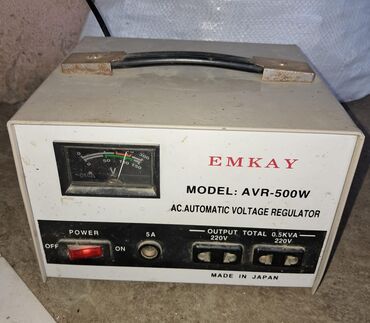 EMKAY
MODEL: AVR-500W
AC.AUTOMATIC VOLTAGE REGULATOR
POWER
OFF
ON
5A
OUTPUT TOTAL 0.5KVA
220V
220V
MADE IN JAPAN
V